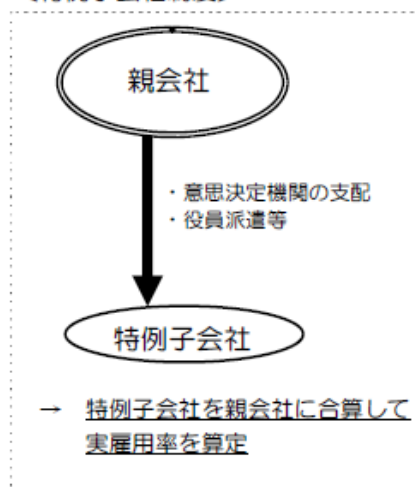 親会社
・意思決定機関の支配
・役員派遣等
特例子会社
→ 特例子会社を親会社に合算して
実雇用率を算定